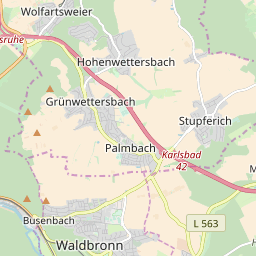 Wolfartsweier
Hohenwettersbach
Grünwettersbach
Stupferich
Palmbach
Karlsbad
42
L 563
Busenbach
Waldbronn